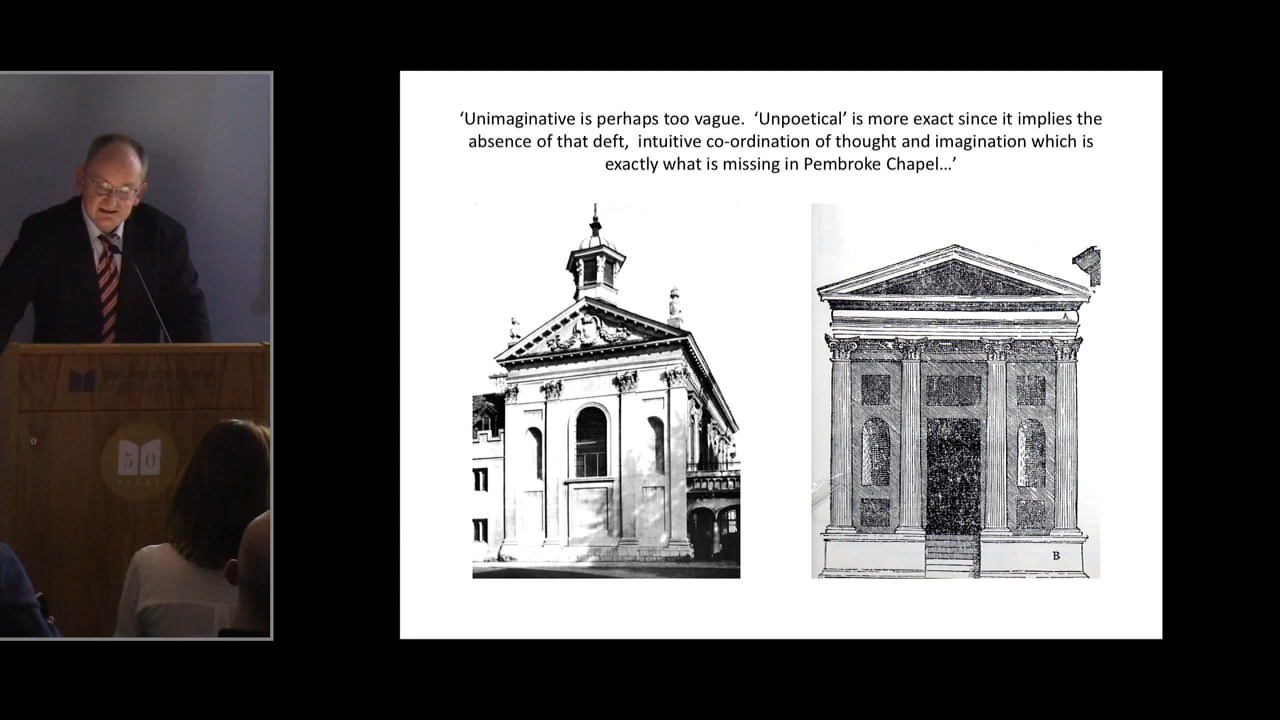 ‘Unimaginative is perhaps too vague.  ‘Unpoetical’ is more exact since it implies the
absence of that deft,  intuitive co-ordination of thought and imagination which is
exactly what is missing in Pembroke Chapel…’
A
B
50
YEARS